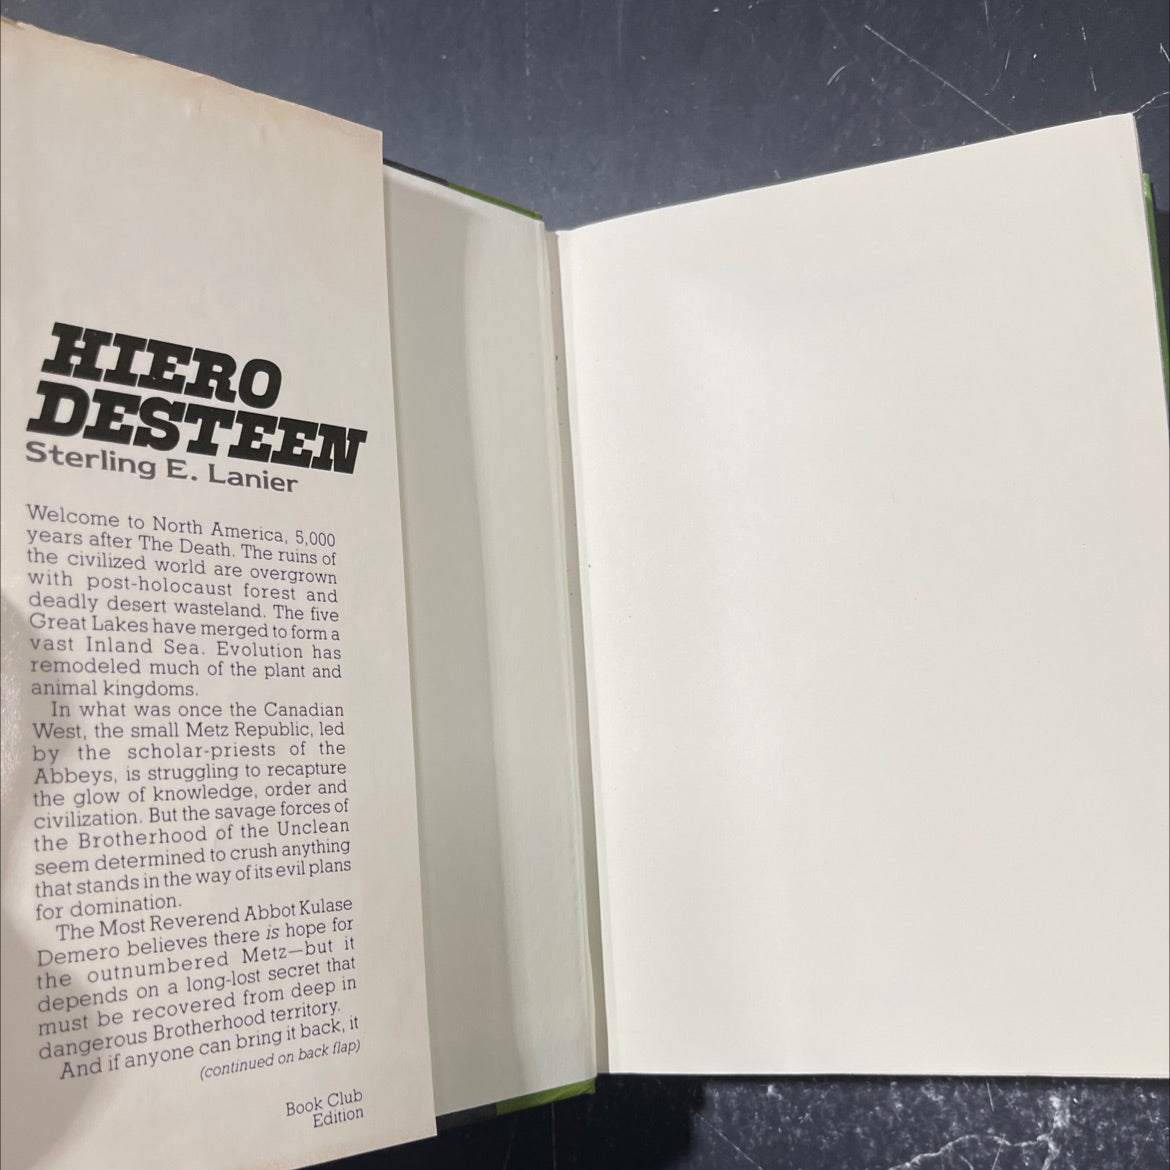 HIERO
DESTEEN
Sterling E. Lanier
Welcome to North America, 5,000
years after The Death. The ruins of
the civilized world are overgrown
with post-holocaust forest and
deadly desert wasteland. The five
Great Lakes have merged to form a
vast Inland Sea. Evolution has
remodeled much of the plant and
animal kingdoms.
In what was once the Canadian
West, the small Metz Republic, led
by the scholar-priests of the
Abbeys, is struggling to recapture
the glow of knowledge, order and
civilization. But the savage forces of
the Brotherhood of the Unclean
seem determined to crush anything
that stands in the way of its evil plans
for domination.
The Most Reverend Abbot Kulase
Demero believes there is hope for
the outnumbered Metz—but it
depends on a long-lost secret that
must be recovered from deep in
dangerous Brotherhood territory.
And if anyone can bring it back, it
(continued on back flap)
Book Club
Edition